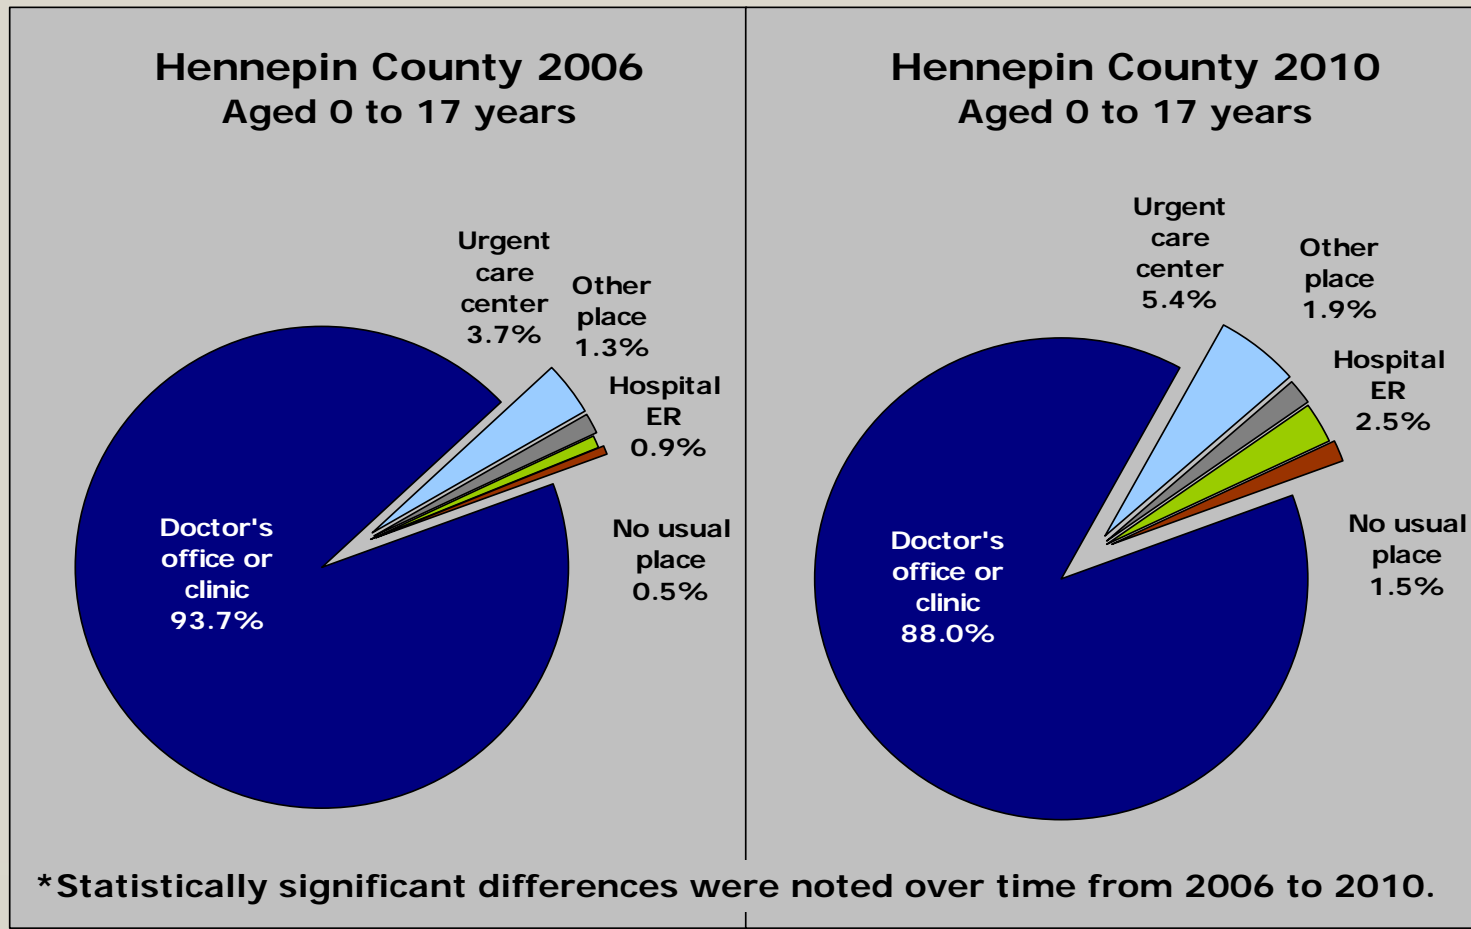 Hennepin County 2006
Aged 0 to 17 years
Urgent
care
center
3.7%
Other
place
1.3%
Hospital
ER
0.9%
No usual
place
0.5%
Doctor's
office or
clinic
93.7%
Hennepin County 2010
Aged 0 to 17 years
Urgent
care
center
5.4%
Other
place
1.9%
Hospital
ER
2.5%
No usual
place
1.5%
Doctor's
office or
clinic
88.0%
*Statistically significant differences were noted over time from 2006 to 2010.